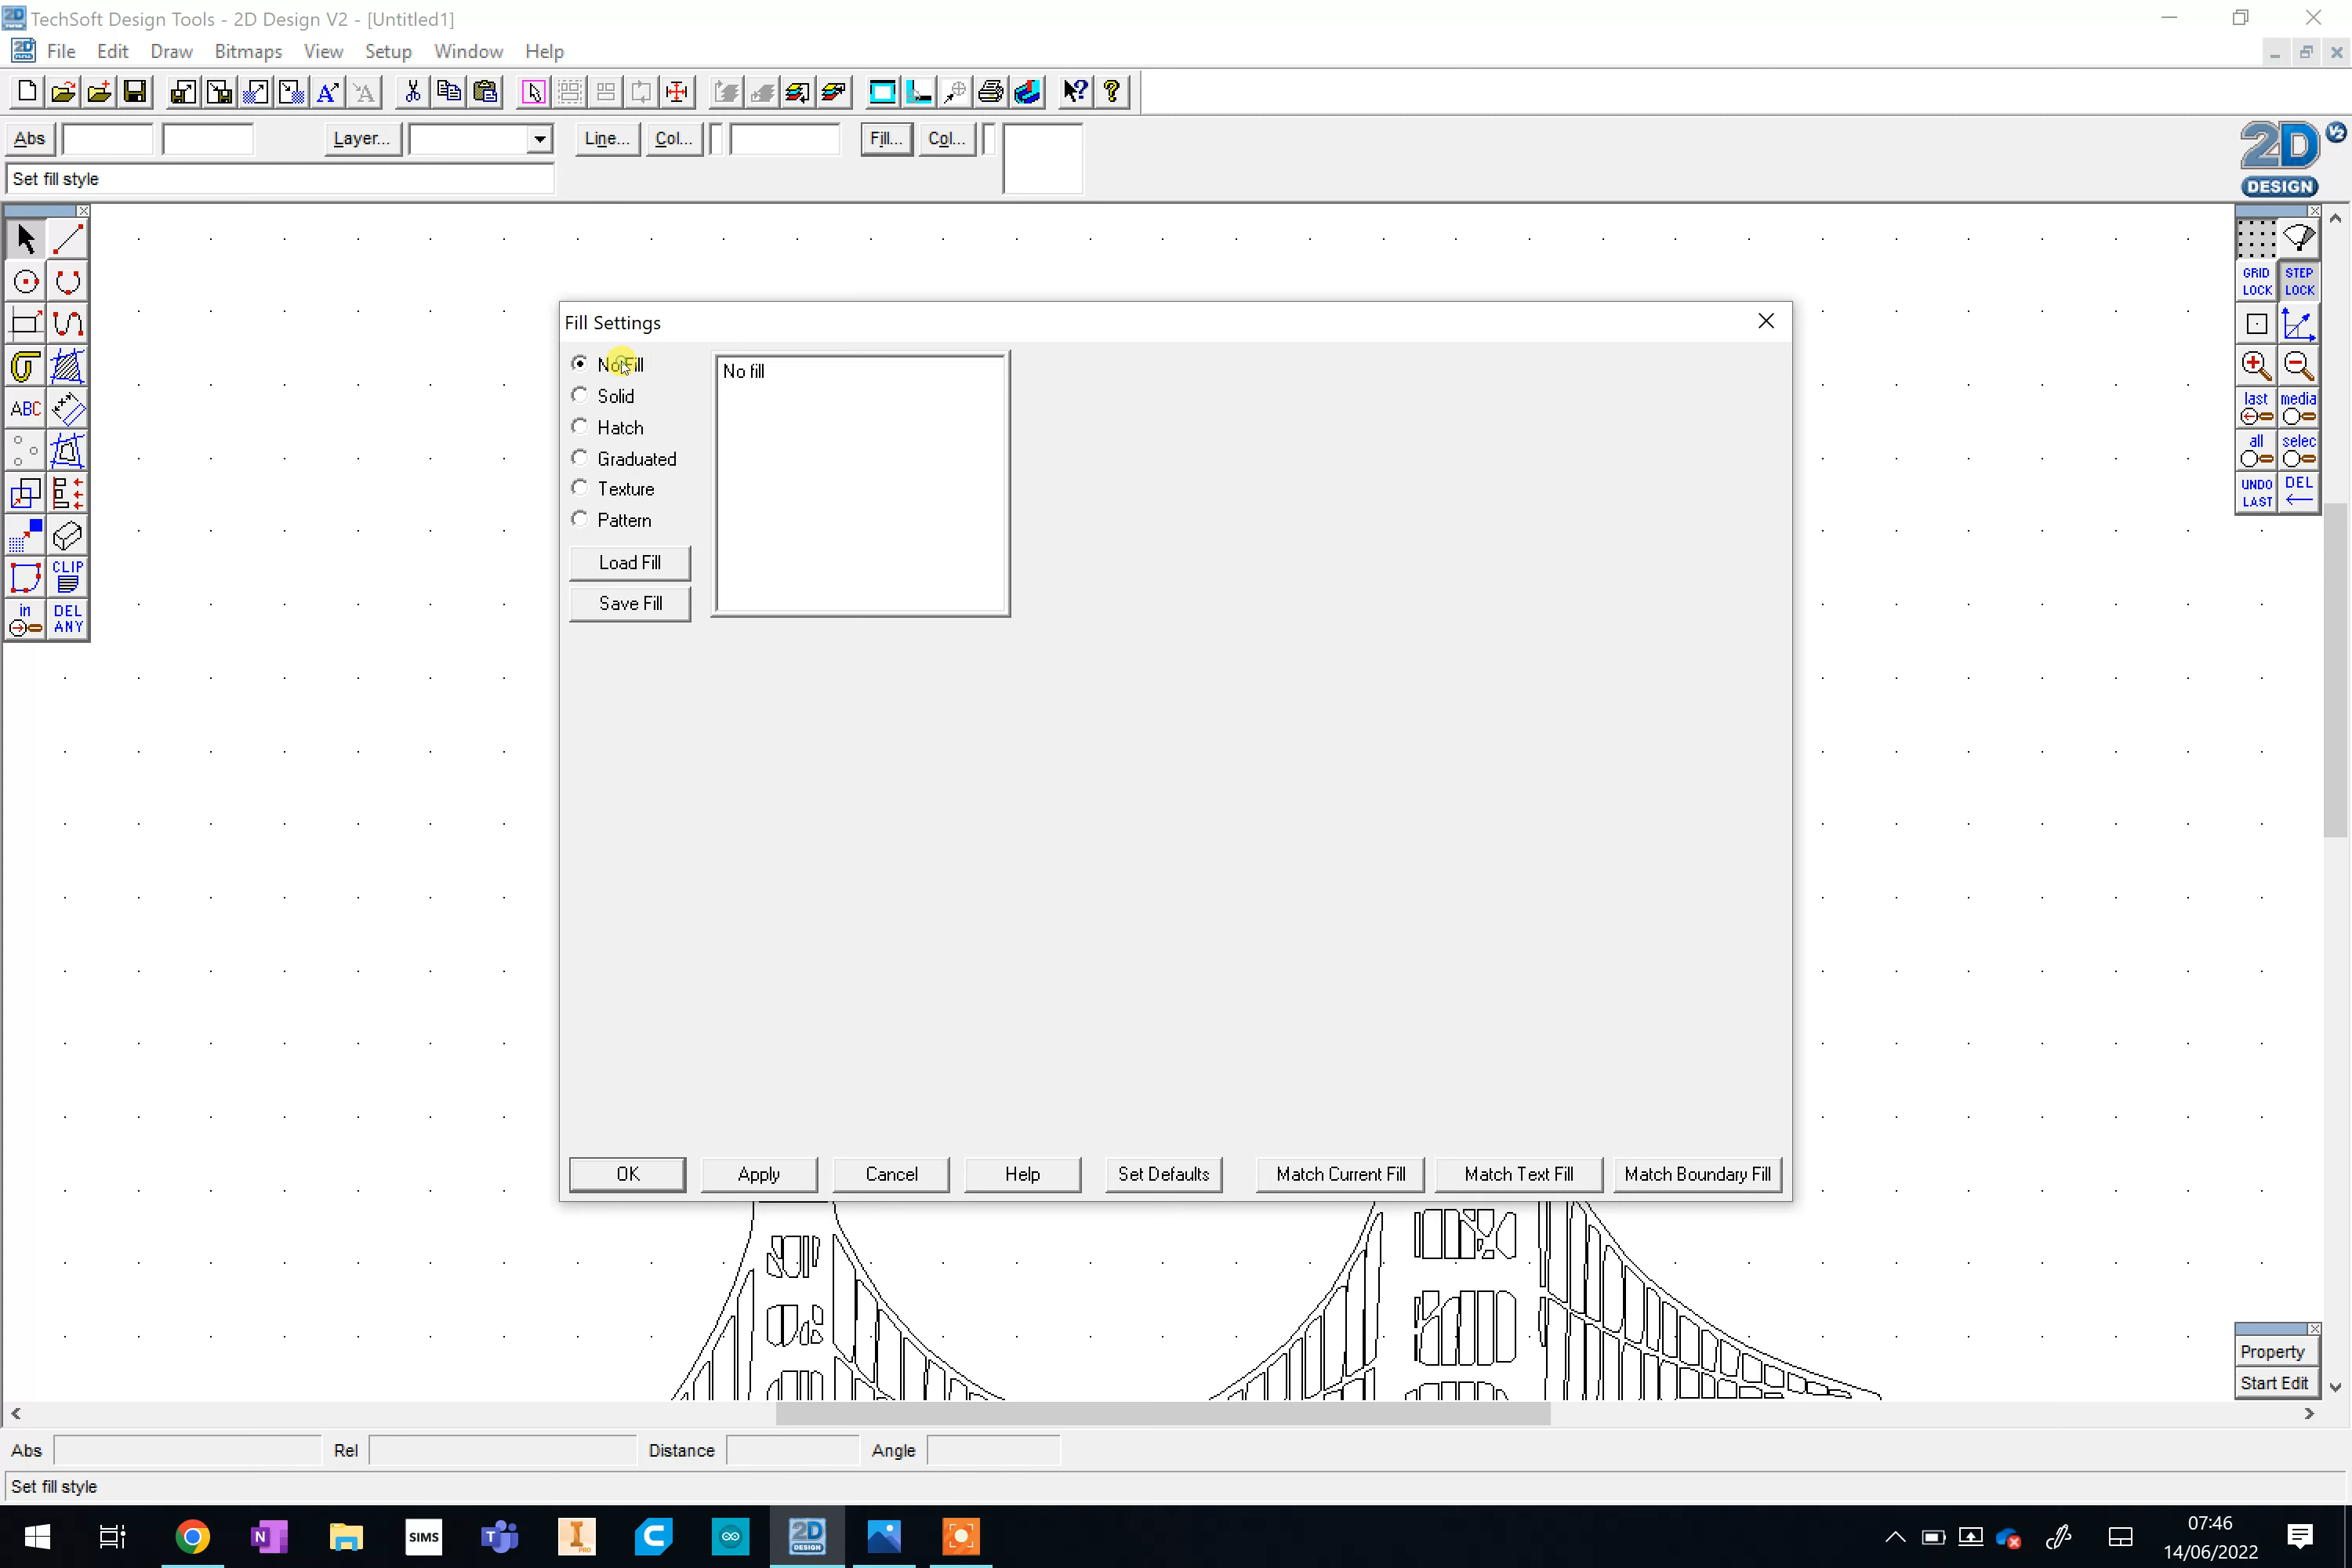 TechSoft Design Tools - 2D Design V2 - [Untitled1]
File Edit Draw Bitmaps View Setup Window Help
Abs Layer... Line... Col... Fill... Col...
Set fill style
2D V2
DESIGN
GRID LOCK STEP LOCK
ABC
last media
all selec
UNDO LAST DEL
CLIP
in DEL ANY
Fill Settings
No Fill
Solid
Hatch
Graduated
Texture
Pattern
Load Fill
Save Fill
No fill
OK Apply Cancel Help Set Defaults Match Current Fill Match Text Fill Match Boundary Fill
Property
Start Edit
Abs Rel Distance Angle
Set fill style
SIMS
2D DESIGN
PRO
07:46
14/06/2022